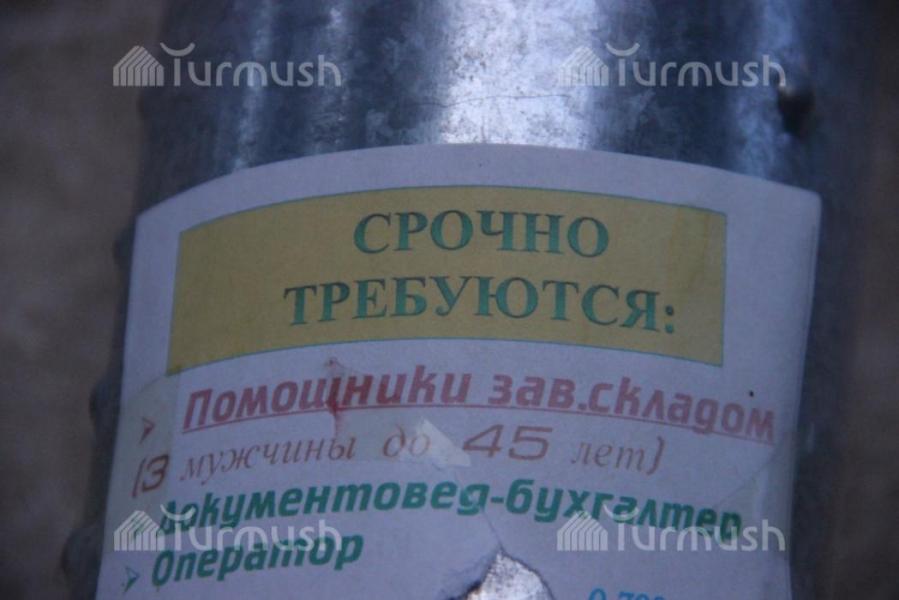 Turmush Turmush
СРОЧНО
ТРЕБУЮТСЯ:
Помощники зав.складом
(3 мужчины до 45 лет)
Документовед-бухгалтер
Turmush Turmush
Оператор